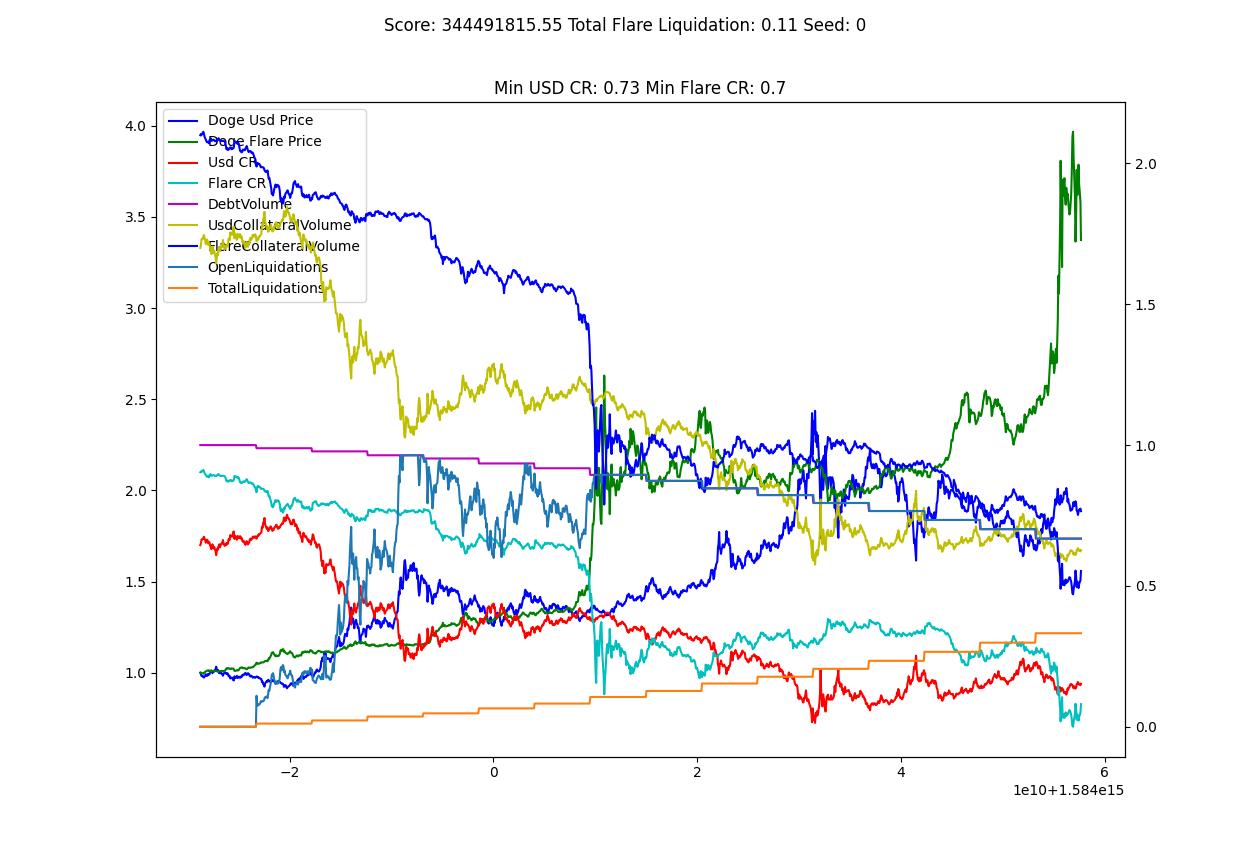 Score: 344491815.55 Total Flare Liquidation: 0.11 Seed: 0
Min USD CR: 0.73 Min Flare CR: 0.7
Doge Usd Price
Doge Flare Price
Usd CR
Flare CR
DebtVolume
UsdCollateralVolume
FlareCollateralVolume
OpenLiquidations
TotalLiquidations
4.0
3.5
3.0
2.5
2.0
1.5
1.0
2.0
1.5
1.0
0.5
0.0
−2 0 2 4 6
1e10+1.584e15